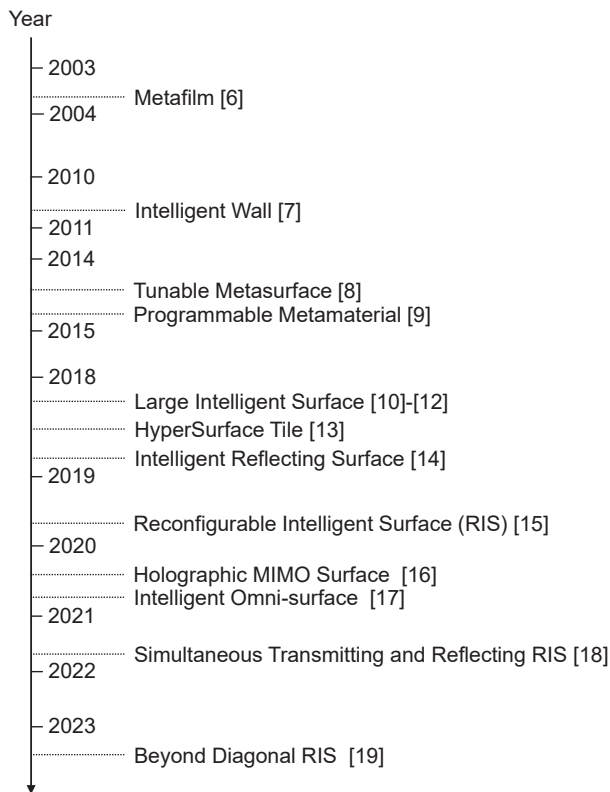 Year
2003
Metafilm [6]
2004
2010
Intelligent Wall [7]
2011
2014
Tunable Metasurface [8]
Programmable Metamaterial [9]
2015
2018
Large Intelligent Surface [10]-[12]
HyperSurface Tile [13]
Intelligent Reflecting Surface [14]
2019
Reconfigurable Intelligent Surface (RIS) [15]
2020
Holographic MIMO Surface [16]
Intelligent Omni-surface [17]
2021
Simultaneous Transmitting and Reflecting RIS [18]
2022
2023
Beyond Diagonal RIS [19]